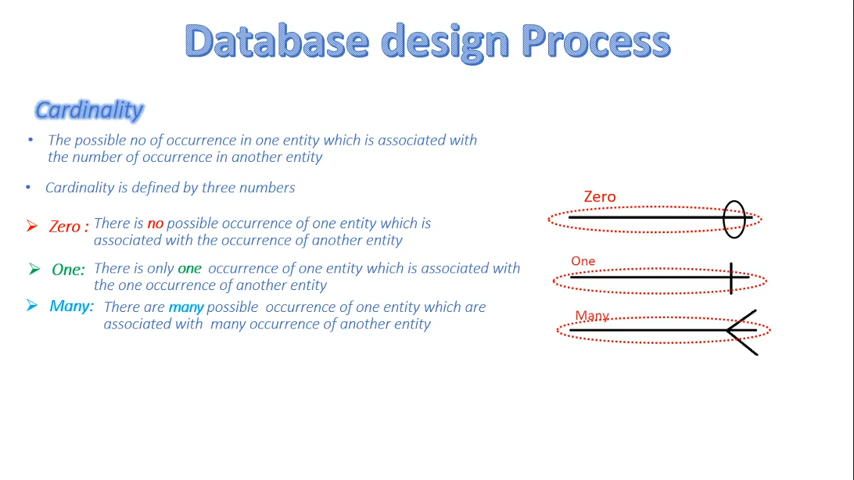 Database design Process
Cardinality
• The possible no of occurrence in one entity which is associated with
the number of occurrence in another entity
• Cardinality is defined by three numbers
Zero : There is no possible occurrence of one entity which is
associated with the occurrence of another entity
One: There is only one occurrence of one entity which is associated with
the one occurrence of another entity
Many: There are many possible occurrence of one entity which are
associated with many occurrence of another entity
Zero
One
Many